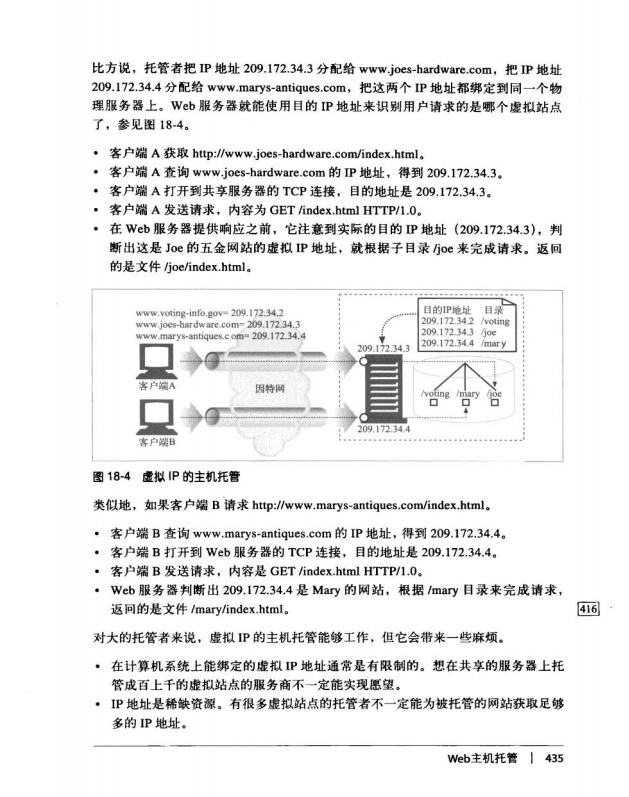 比方说，托管者把 IP 地址 209.172.34.3 分配给 www.joes-hardware.com，把 IP 地址
209.172.34.4 分配给 www.marys-antiques.com，把这两个 IP 地址都绑定到同一个物
理服务器上。Web 服务器就能使用目的 IP 地址来识别用户请求的是哪个虚拟站点
了，参见图 18-4。
• 客户端 A 获取 http://www.joes-hardware.com/index.html。
• 客户端 A 查询 www.joes-hardware.com 的 IP 地址，得到 209.172.34.3。
• 客户端 A 打开到共享服务器的 TCP 连接，目的地址是 209.172.34.3。
• 客户端 A 发送请求，内容为 GET /index.html HTTP/1.0。
• 在 Web 服务器提供响应之前，它注意到实际的目的 IP 地址（209.172.34.3），判
断出这是 Joe 的五金网站的虚拟 IP 地址，就根据子目录 /joe 来完成请求。返回
的是文件 /joe/index.html。
www.voting-info.gov= 209.172.34.2
www.joes-hardware.com= 209.172.34.3
www.marys-antiques.c om= 209.172.34.4
目的IP地址 目录
209.172.34.2 /voting
209.172.34.3 /joe
209.172.34.4 /mary
209.172.34.3
客户端A
因特网
/voting /mary /joe
209.172.34.4
客户端B
图 18-4 虚拟 IP 的主机托管
类似地，如果客户端 B 请求 http://www.marys-antiques.com/index.html。
• 客户端 B 查询 www.marys-antiques.com 的 IP 地址，得到 209.172.34.4。
• 客户端 B 打开到 Web 服务器的 TCP 连接，目的地址是 209.172.34.4。
• 客户端 B 发送请求，内容是 GET /index.html HTTP/1.0。
• Web 服务器判断出 209.172.34.4 是 Mary 的网站，根据 /mary 目录来完成请求，
返回的是文件 /mary/index.html。
416
对大的托管者来说，虚拟 IP 的主机托管能够工作，但它会带来一些麻烦。
• 在计算机系统上能绑定的虚拟 IP 地址通常是有限制的。想在共享的服务器上托
管成百上千的虚拟站点的服务商不一定能实现愿望。
• IP 地址是稀缺资源。有很多虚拟站点的托管者不一定能为被托管的网站获取足够
多的 IP 地址。
Web主机托管 | 435